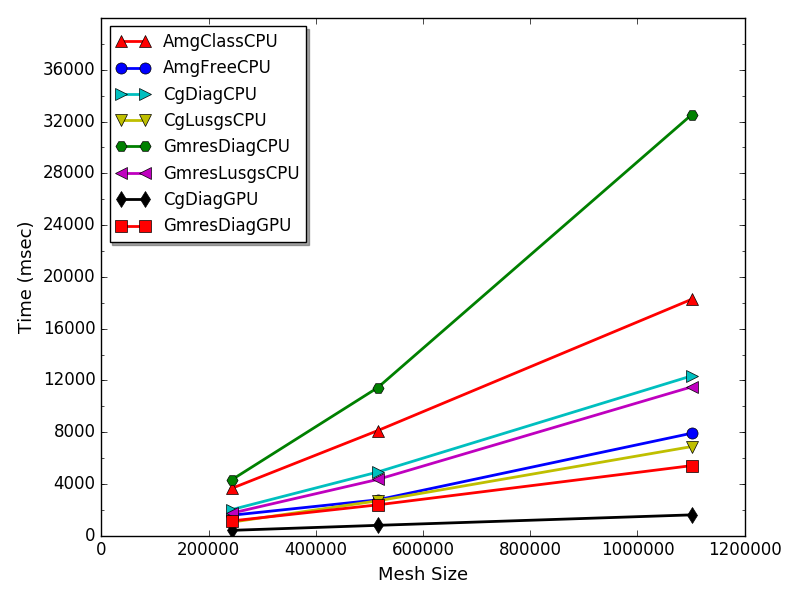 AmgClassCPU
AmgFreeCPU
CgDiagCPU
CgLusgsCPU
GmresDiagCPU
GmresLusgsCPU
CgDiagGPU
GmresDiagGPU
36000
32000
28000
24000
20000
16000
12000
8000
4000
0
Time (msec)
0 200000 400000 600000 800000 1000000 1200000
Mesh Size